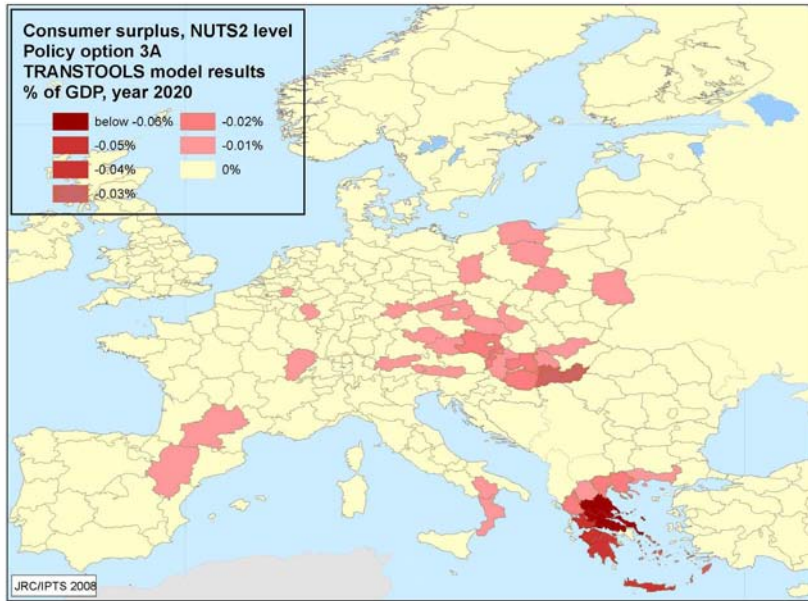 Consumer surplus, NUTS2 level
Policy option 3A
TRANSTOOLS model results
% of GDP, year 2020
below -0.06% -0.02%
-0.05% -0.01%
-0.04% 0%
-0.03%
JRC/IPTS 2008